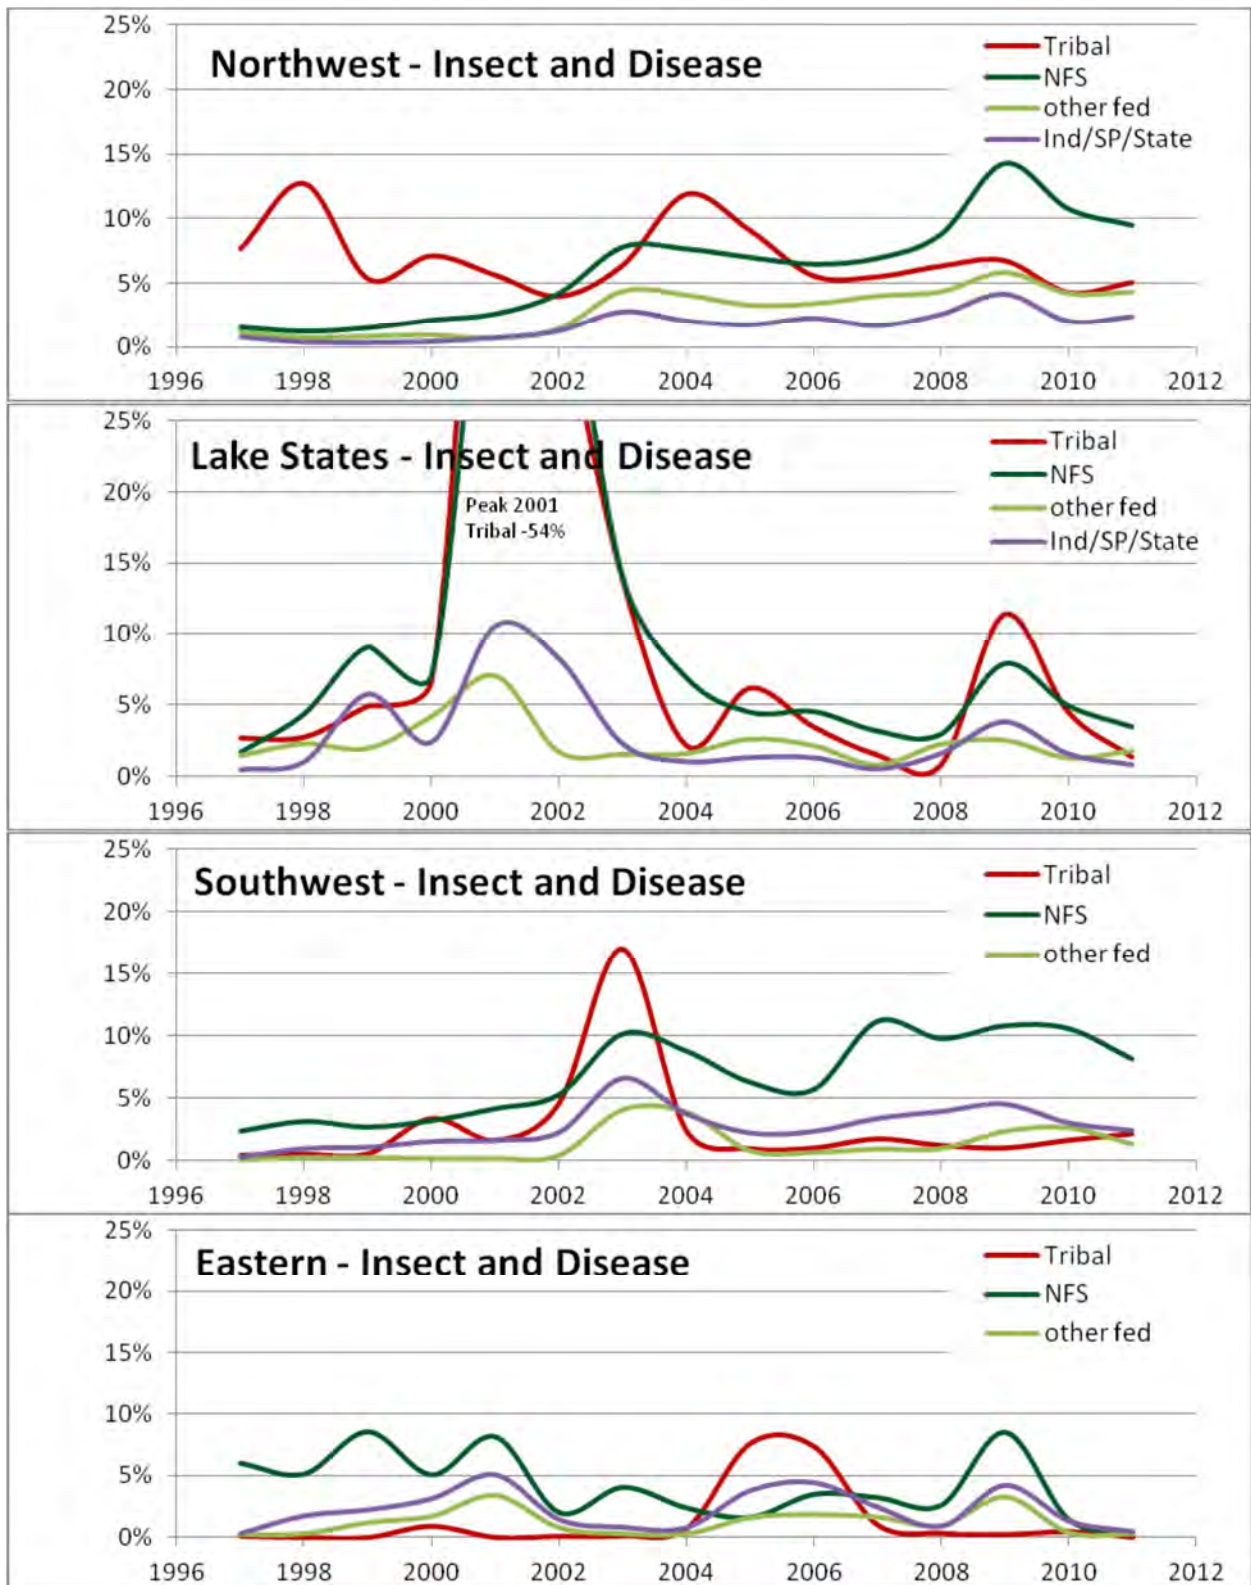 Northwest - Insect and Disease
25%
20%
15%
10%
5%
0%
1996 1998 2000 2002 2004 2006 2008 2010 2012
Tribal
NFS
other fed
Ind/SP/State
Lake States - Insect and Disease
25%
20%
15%
10%
5%
0%
Peak 2001
Tribal -54%
1996 1998 2000 2002 2004 2006 2008 2010 2012
Tribal
NFS
other fed
Ind/SP/State
Southwest - Insect and Disease
25%
20%
15%
10%
5%
0%
1996 1998 2000 2002 2004 2006 2008 2010 2012
Tribal
NFS
other fed
Eastern - Insect and Disease
25%
20%
15%
10%
5%
0%
1996 1998 2000 2002 2004 2006 2008 2010 2012
Tribal
NFS
other fed